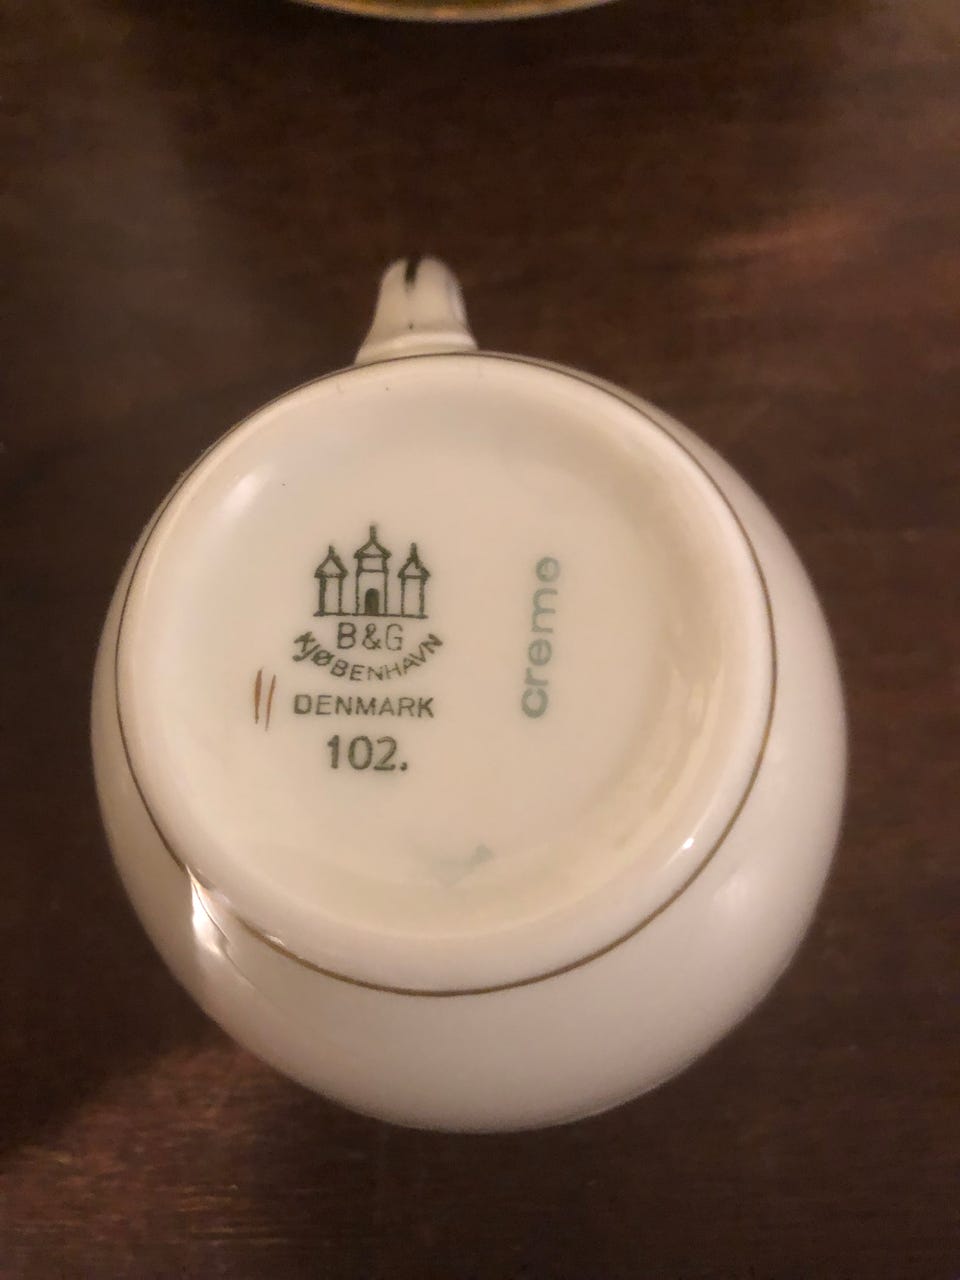 B&G
KJØBENHAVN
DENMARK
102.
creme